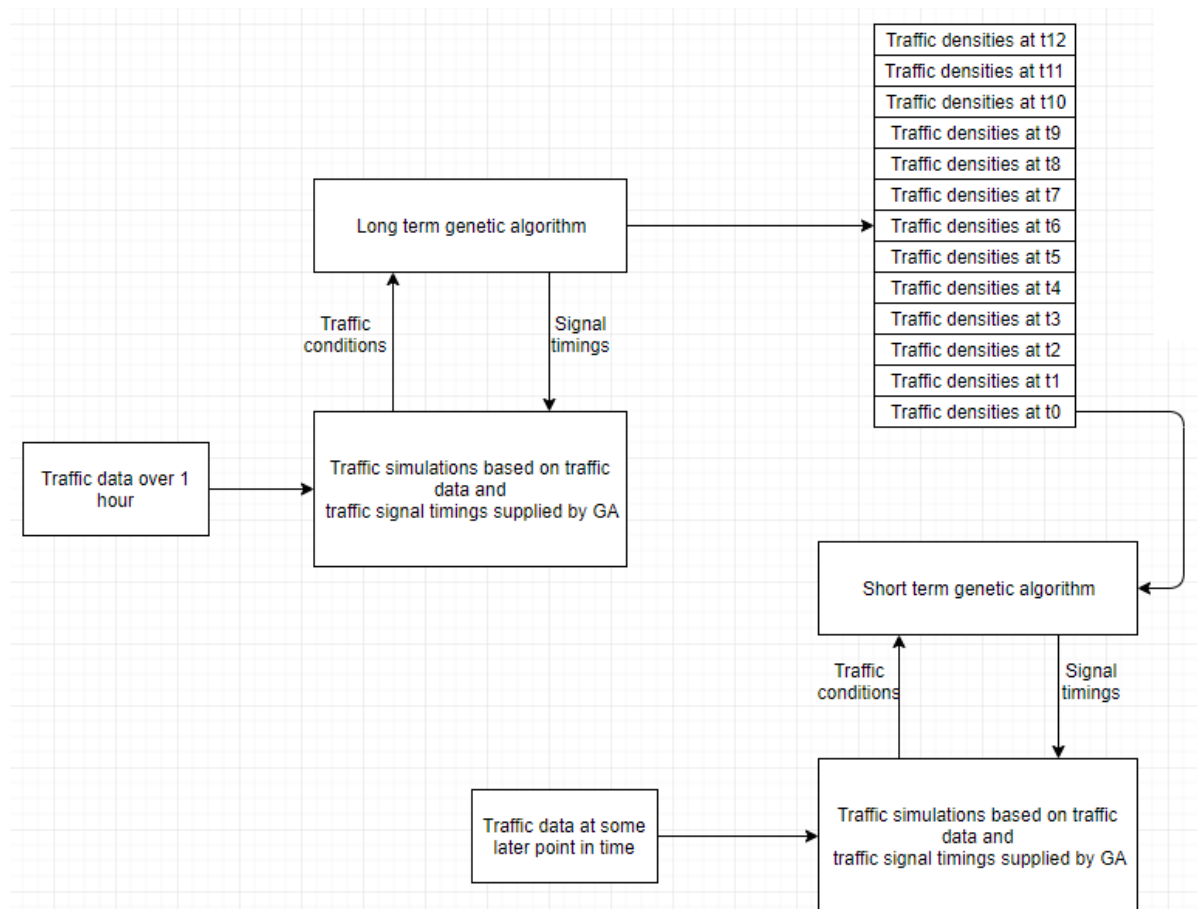 Traffic densities at t12
Traffic densities at t11
Traffic densities at t10
Traffic densities at t9
Traffic densities at t8
Traffic densities at t7
Traffic densities at t6
Traffic densities at t5
Traffic densities at t4
Traffic densities at t3
Traffic densities at t2
Traffic densities at t1
Traffic densities at t0
Long term genetic algorithm
Traffic
conditions
Signal
timings
Traffic data over 1
hour
Traffic simulations based on traffic
data and
traffic signal timings supplied by GA
Short term genetic algorithm
Traffic
conditions
Signal
timings
Traffic data at some
later point in time
Traffic simulations based on traffic
data and
traffic signal timings supplied by GA